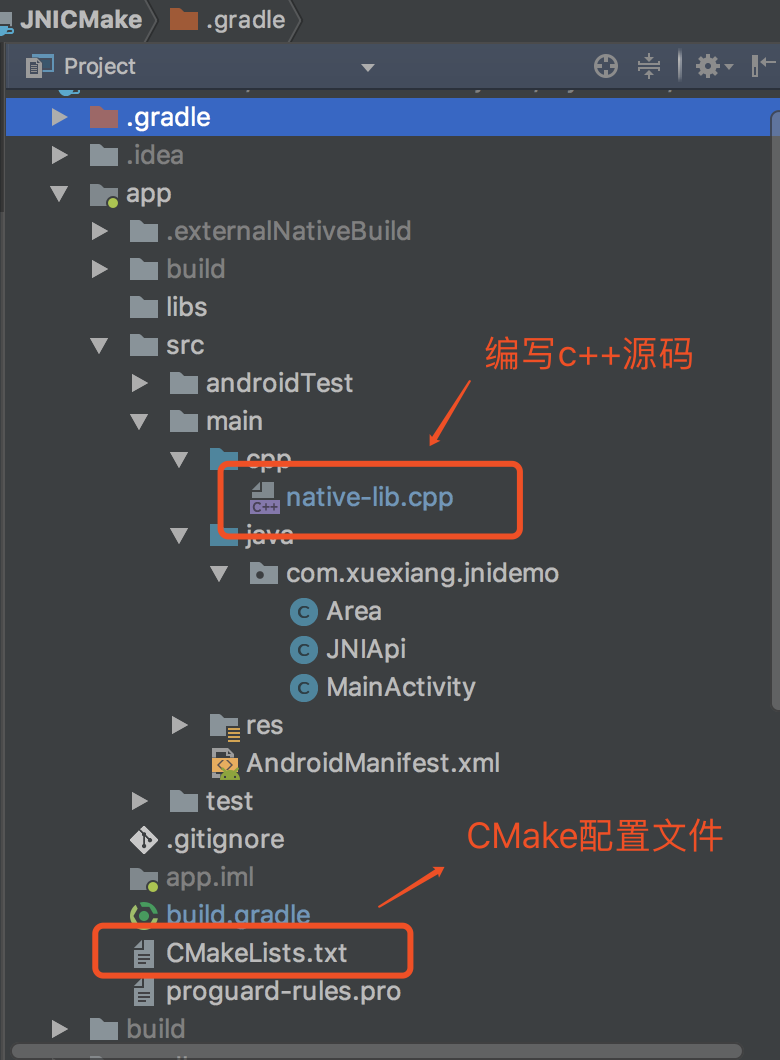 JNICMake
.gradle
Project
.gradle
.idea
app
.externalNativeBuild
build
libs
src
编写c++源码
androidTest
main
cpp
C++ native-lib.cpp
java
com.xuexiang.jnidemo
C Area
C JNIApi
C MainActivity
res
AndroidManifest.xml
test
CMake配置文件
.gitignore
app.iml
build.gradle
CMakeLists.txt
proguard-rules.pro
build